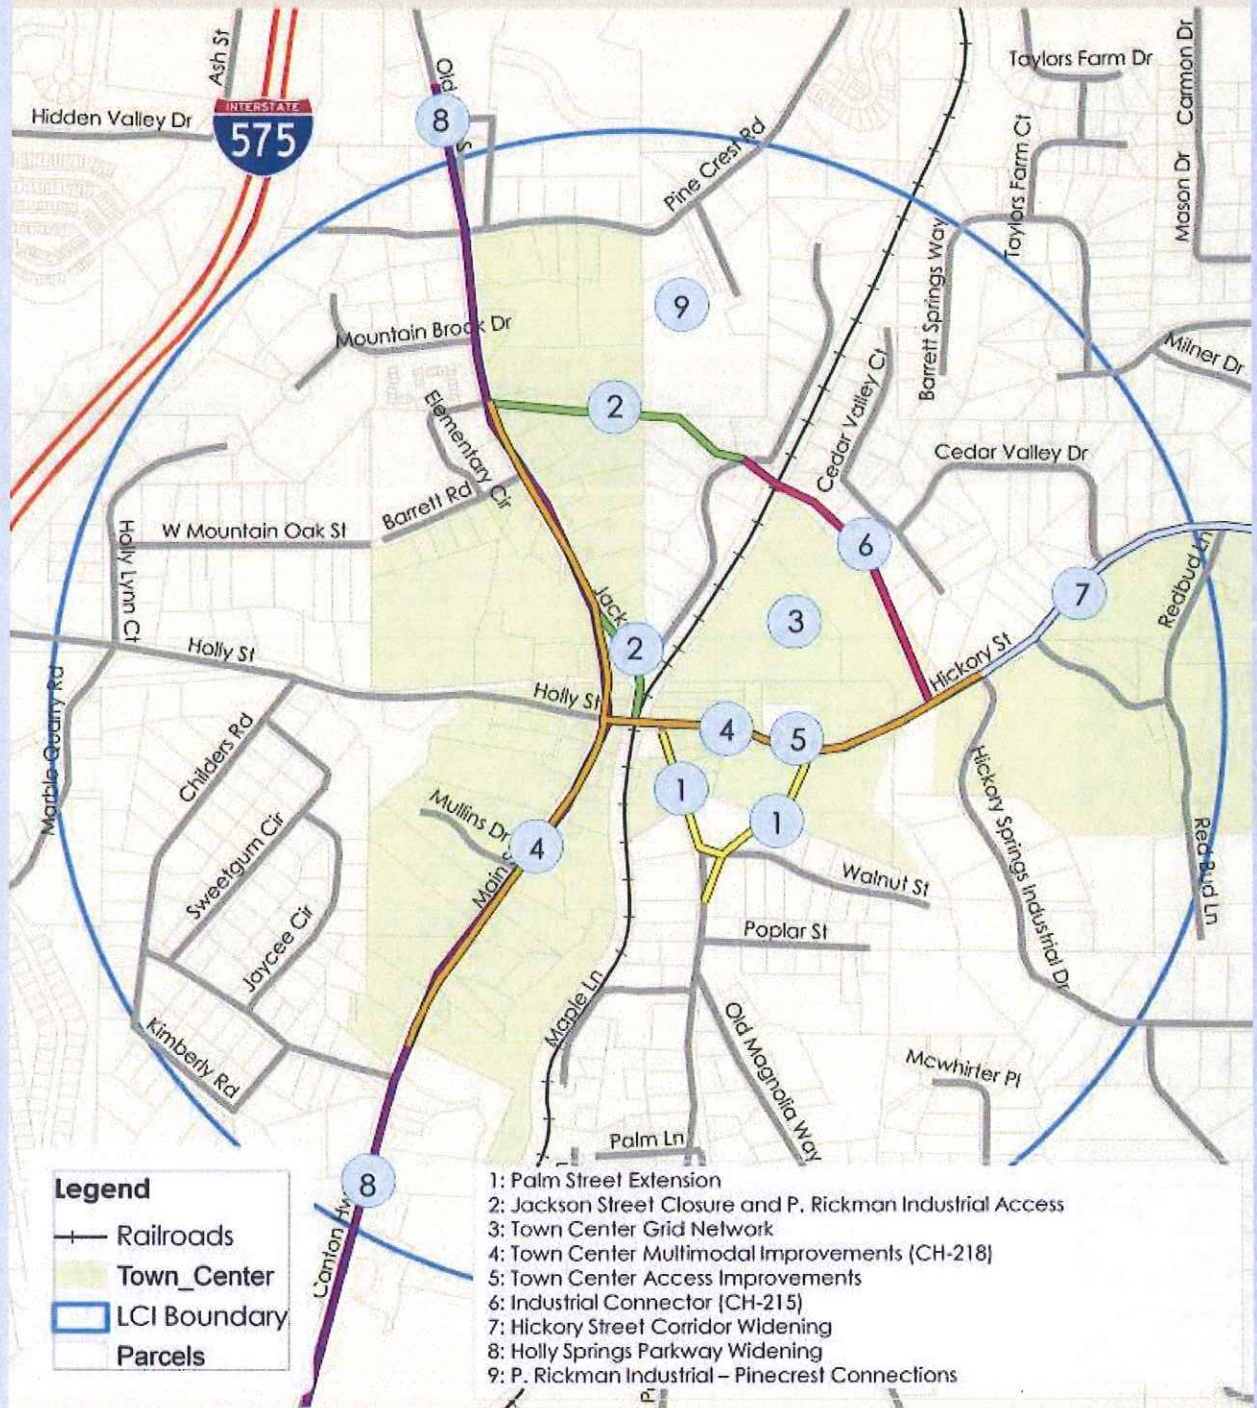 Ash St
Old
Taylors Farm Dr
Carmon Dr
Hidden Valley Dr
INTERSTATE
575
8
S
Pine Crest Rd
Taylors Farm Ct
Mason Dr
Barrett Springs Way
9
Mountain Brook Dr
Milner Dr
2
Cedar Valley Ct
Elementary Cir
Cedar Valley Dr
Barrett Rd
W Mountain Oak St
6
Holly Lynn Ct
7
Redbud Ln
Jack
3
2
Holly St
Hickory St
Holly St
Marble Quarry Rd
4
5
Childers Rd
1
Hickory Springs Industrial Dr
Mullins Dr
1
4
Red Bud Ln
Sweetgum Cir
Main S
Walnut St
Poplar St
Jaycee Cir
Maple Ln
Old Magnolia Way
Kimberly Rd
Mcwhirter Pl
Palm Ln
8
Canton Hw
Legend
Railroads
Town_Center
LCI Boundary
Parcels
1: Palm Street Extension
2: Jackson Street Closure and P. Rickman Industrial Access
3: Town Center Grid Network
4: Town Center Multimodal Improvements (CH-218)
5: Town Center Access Improvements
6: Industrial Connector (CH-215)
7: Hickory Street Corridor Widening
8: Holly Springs Parkway Widening
9: P. Rickman Industrial – Pinecrest Connections